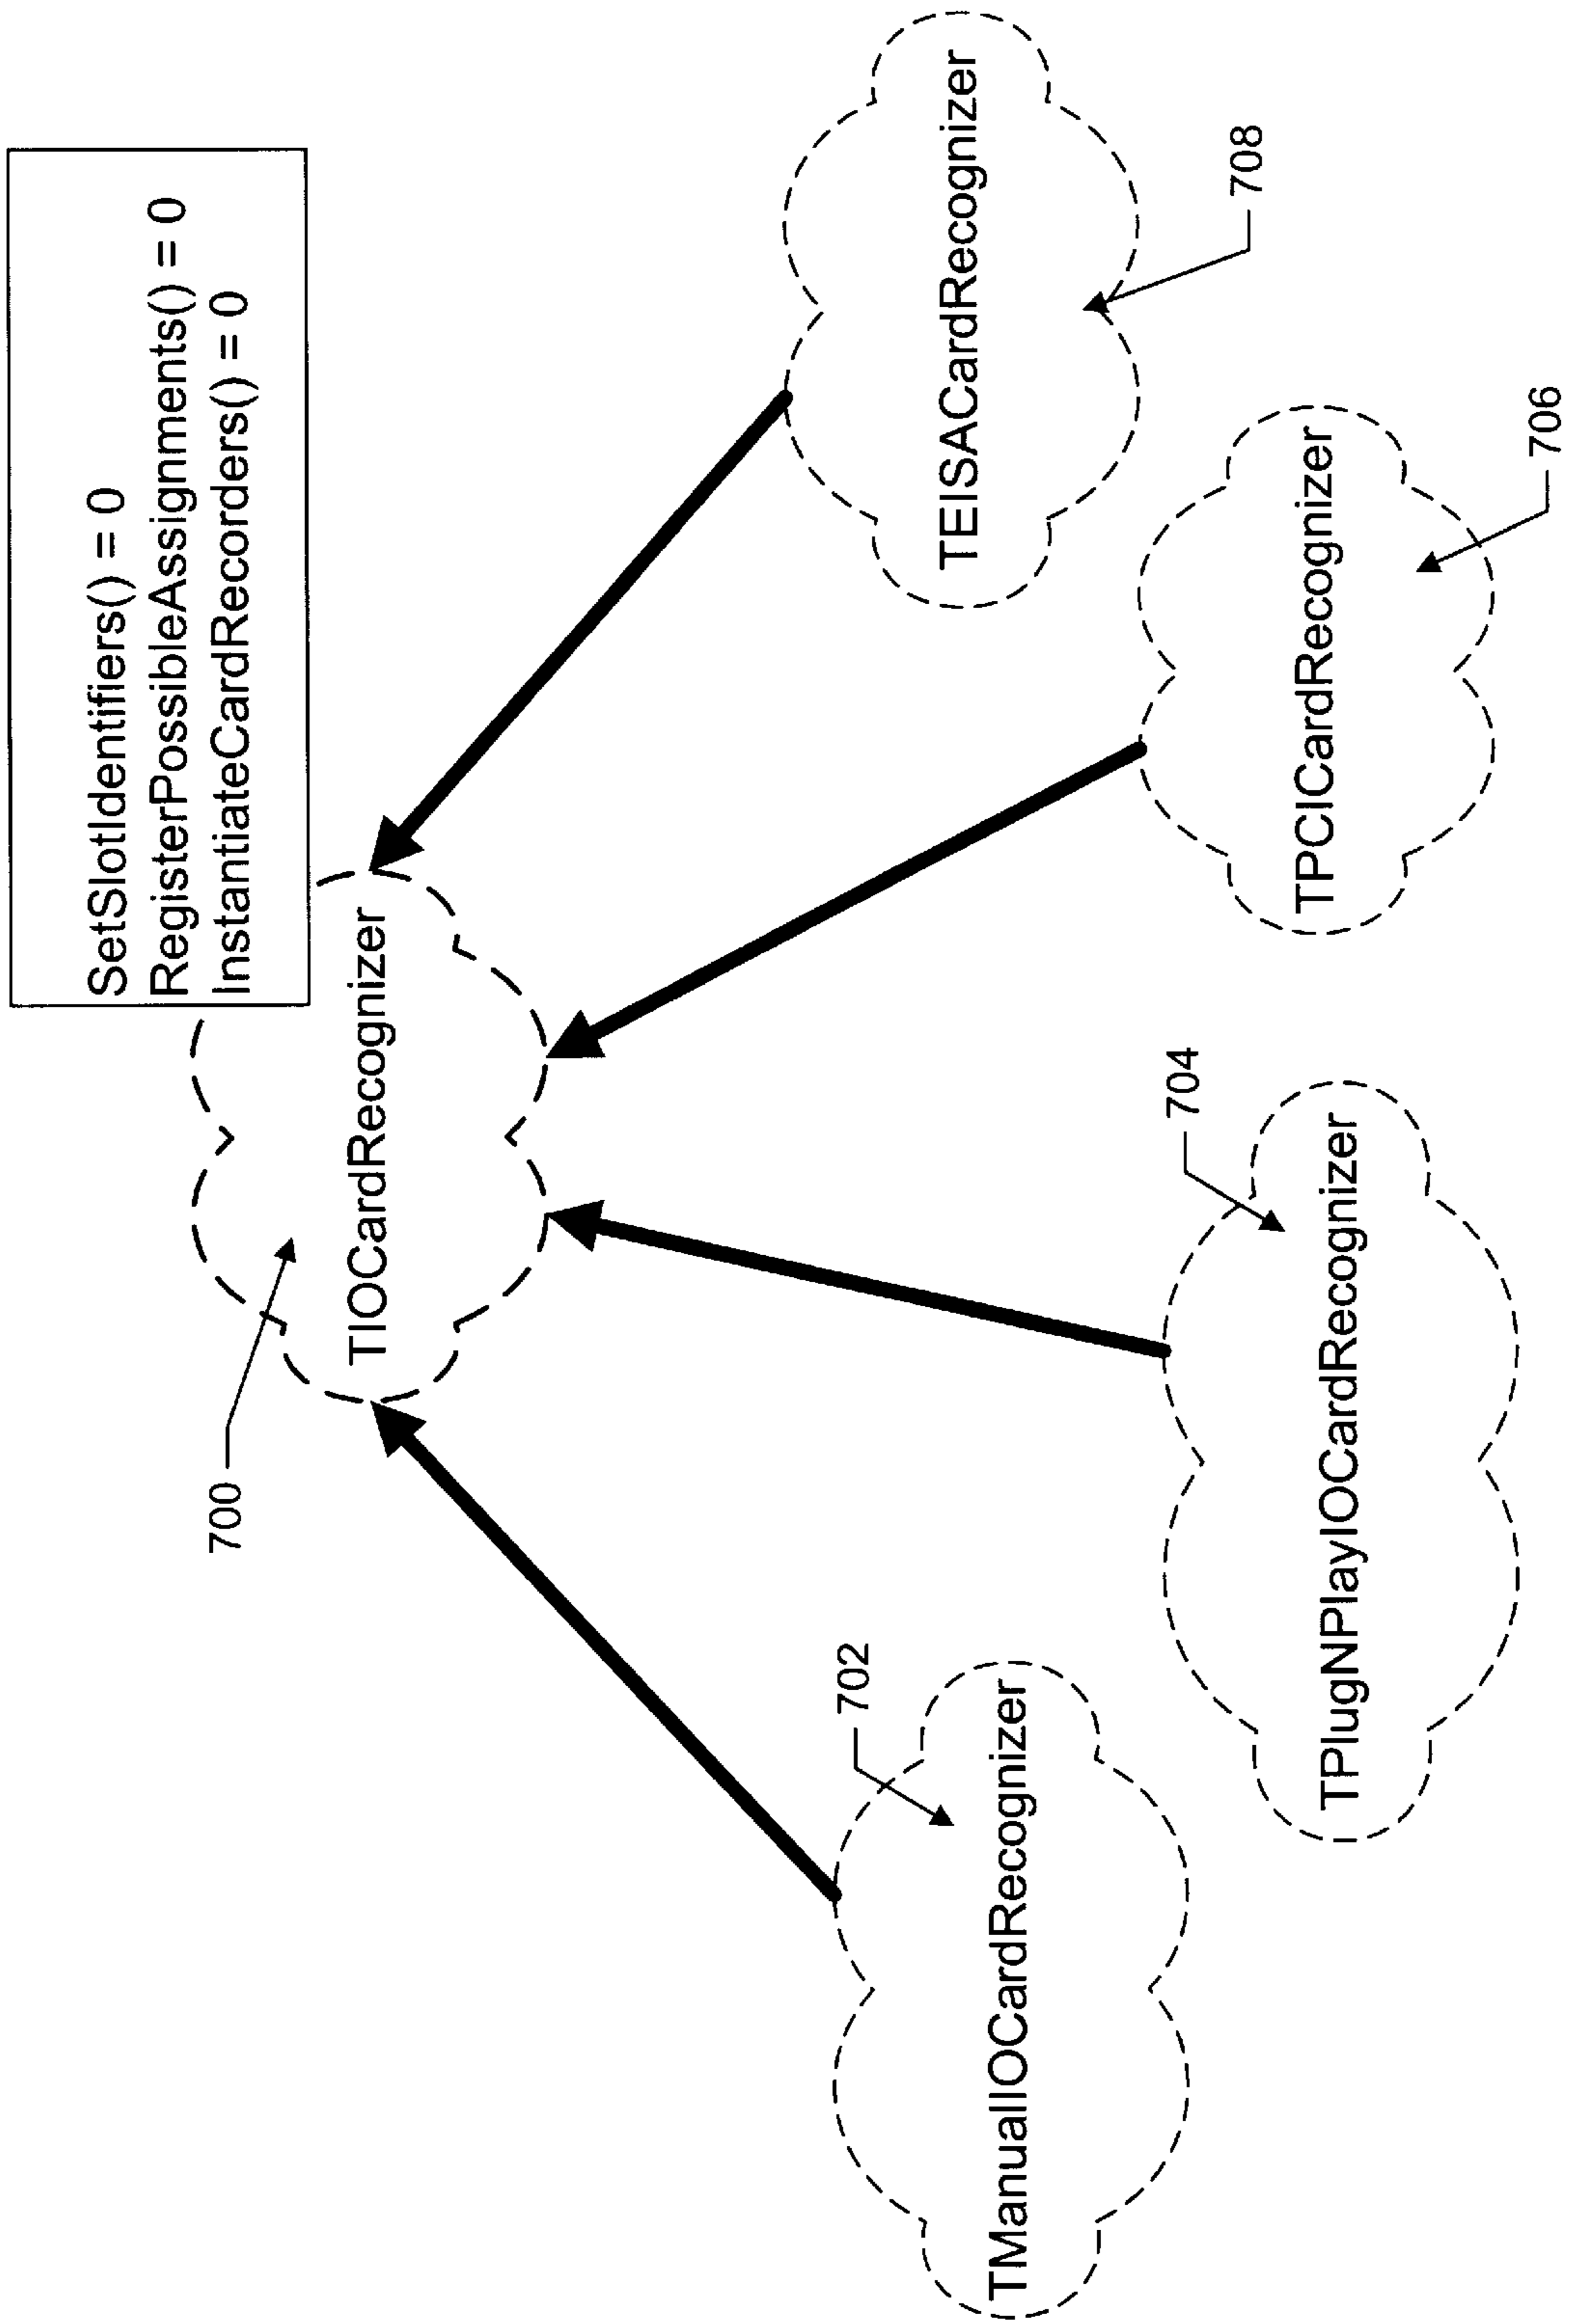 SetSlotIdentifiers() = 0
RegisterPossibleAssignments() = 0
InstantiateCardRecorders() = 0
700
TIOCardRecognizer
702
TManualIOCardRecognizer
704
TPlugNPlayIOCardRecognizer
706
TPCICardRecognizer
708
TEISACardRecognizer